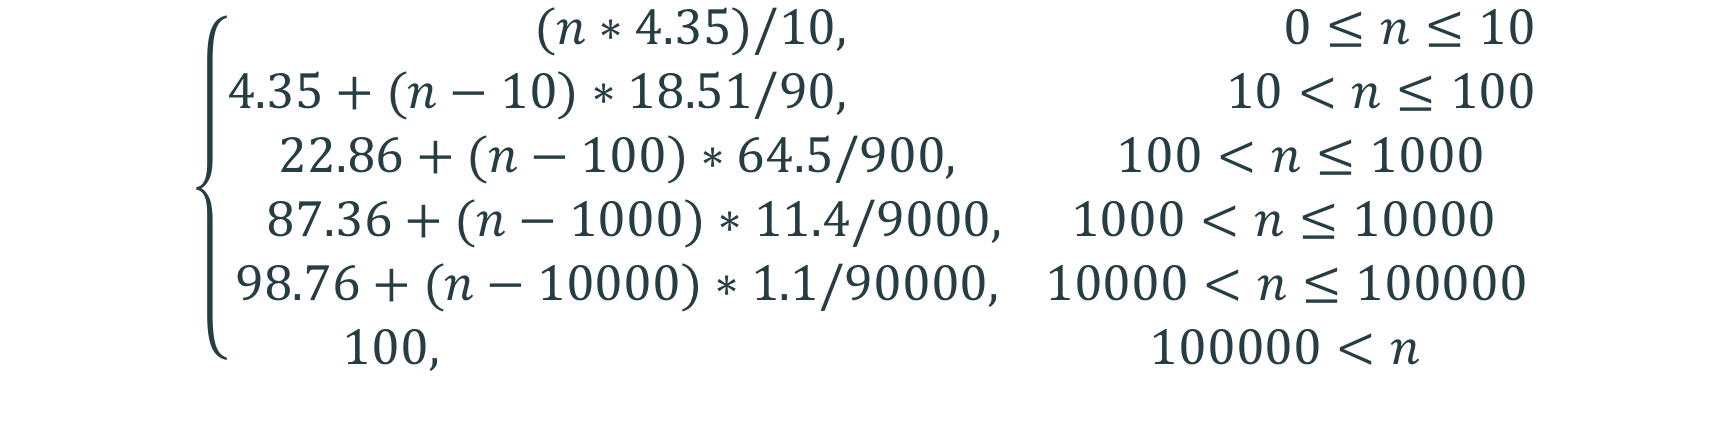 (n * 4.35)/10, 0 ≤ n ≤ 10
4.35 + (n − 10) * 18.51/90, 10 < n ≤ 100
22.86 + (n − 100) * 64.5/900, 100 < n ≤ 1000
87.36 + (n − 1000) * 11.4/9000, 1000 < n ≤ 10000
98.76 + (n − 10000) * 1.1/90000, 10000 < n ≤ 100000
100, 100000 < n